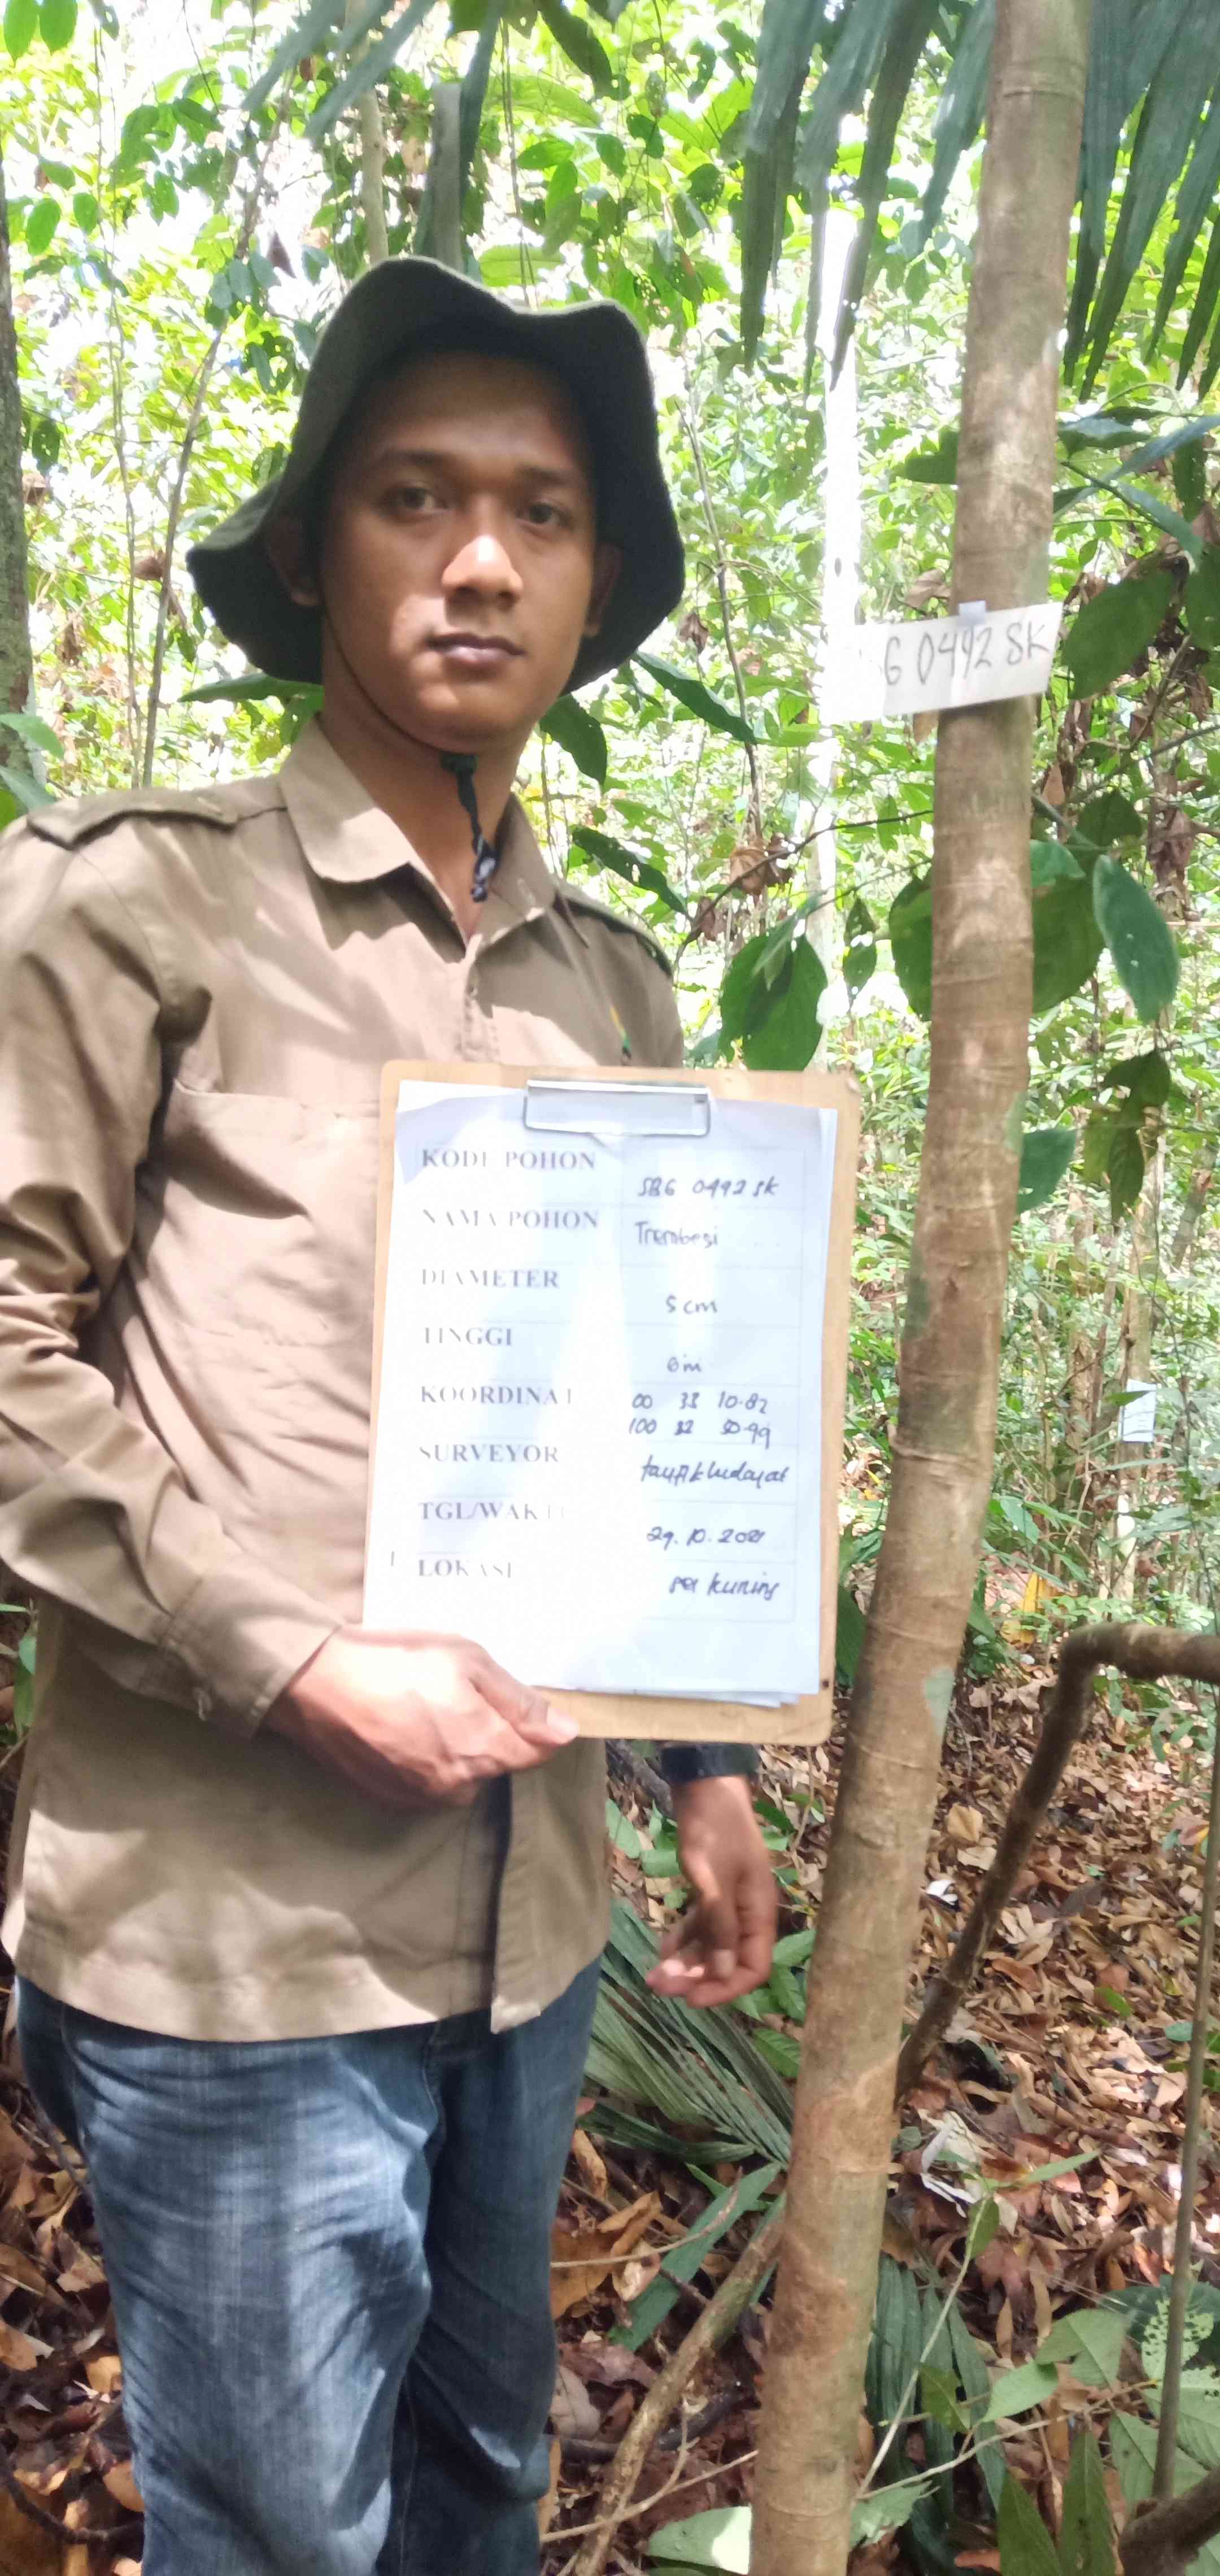 G 0492 SK
KODE POHON
SBG 0492 SK
NAMA POHON
Trembesi
DIAMETER
5 cm
TINGGI
6 m
KOORDINAT
00 33 10.82
100 32 50.99
SURVEYOR
taufik hidayat
TGL/WAKTU
29.10.2021
LOKASI
sei kuning